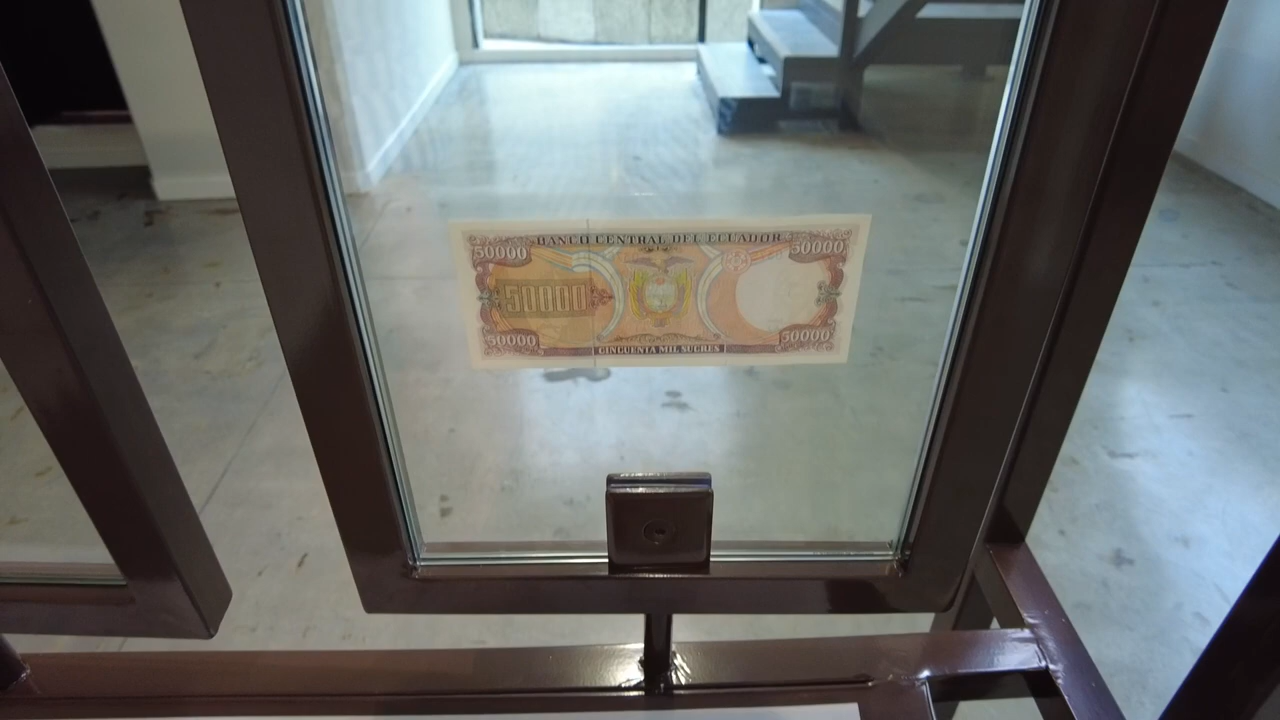 BANCO CENTRAL DEL ECUADOR
50000 50000
50000
50000 50000
CINCUENTA MIL SUCRES